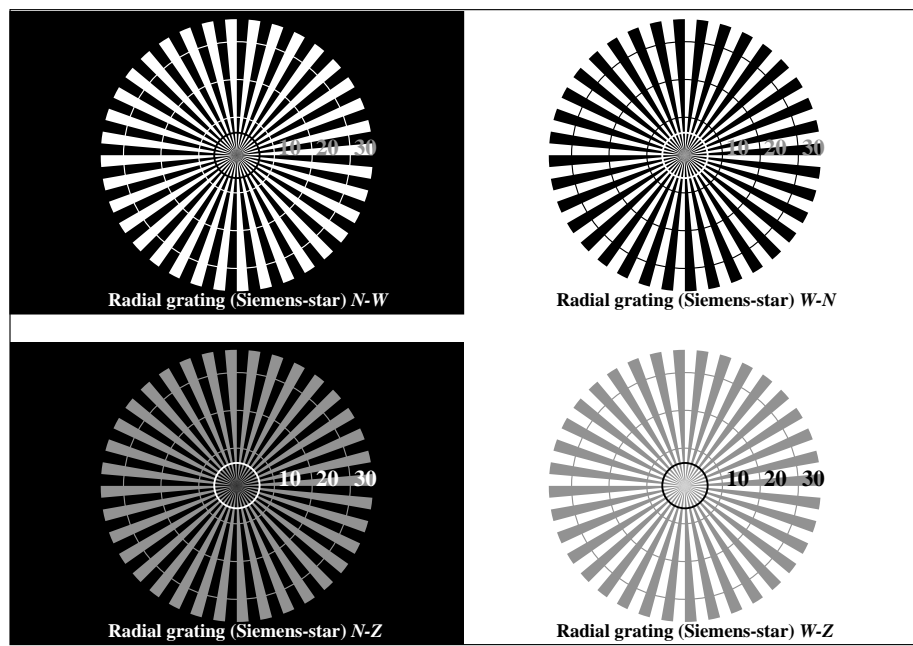 10 20 30
Radial grating (Siemens-star) N-W
10 20 30
Radial grating (Siemens-star) W-N
10 20 30
Radial grating (Siemens-star) N-Z
10 20 30
Radial grating (Siemens-star) W-Z